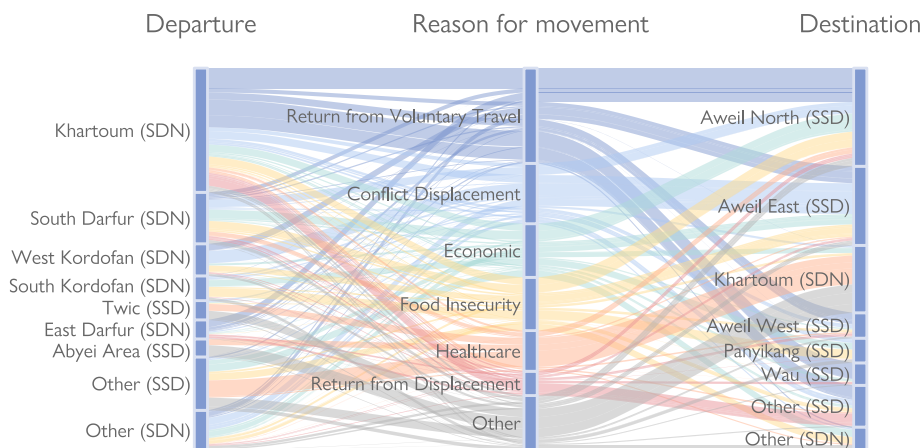 Departure
Reason for movement
Destination
Khartoum (SDN)
South Darfur (SDN)
West Kordofan (SDN)
South Kordofan (SDN)
Twic (SSD)
East Darfur (SDN)
Abyei Area (SSD)
Other (SSD)
Other (SDN)
Return from Voluntary Travel
Conflict Displacement
Economic
Food Insecurity
Healthcare
Return from Displacement
Other
Aweil North (SSD)
Aweil East (SSD)
Khartoum (SDN)
Aweil West (SSD)
Panyikang (SSD)
Wau (SSD)
Other (SSD)
Other (SDN)